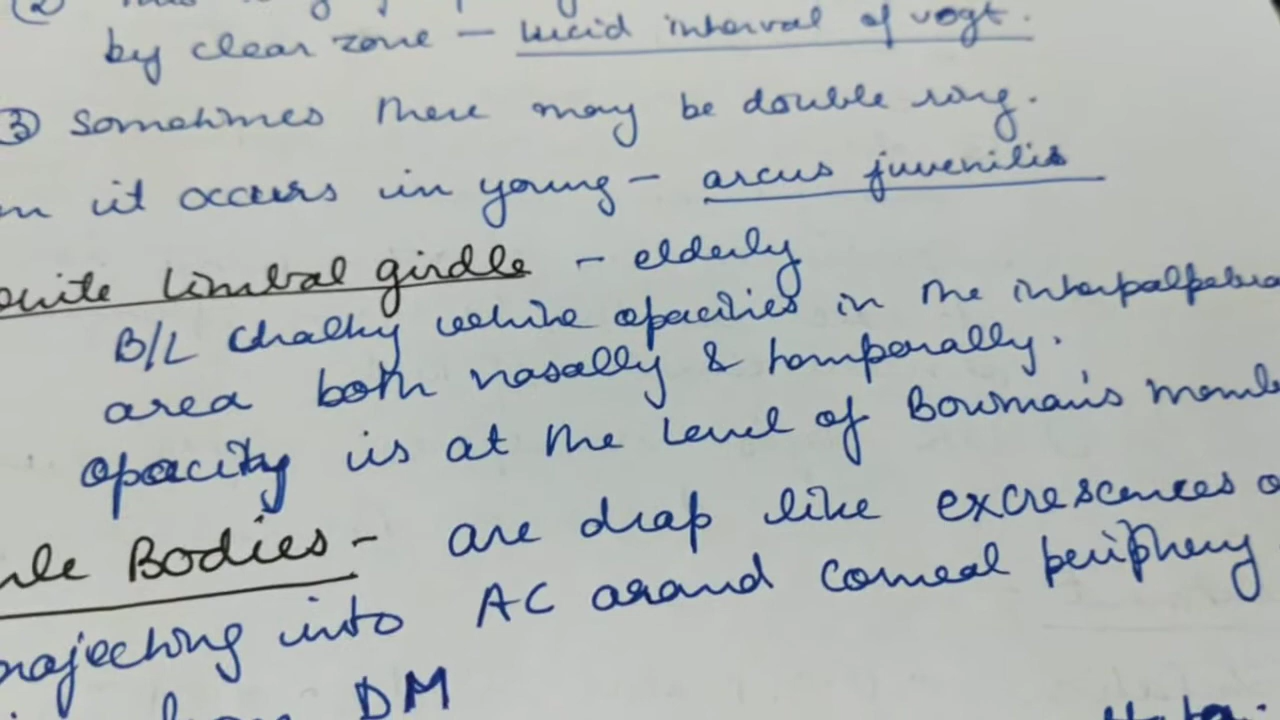 by clear zone - lucid interval of vogt.
③ Sometimes there may be double ring.
it occurs in young - arcus juvenilis
limbal girdle - elderly
B/L chalky white opacities in the
area both nasally & temporally.
opacity is at the level of Bowman's
Bodies - are drop like excrescences
into AC around corneal periphery
DM